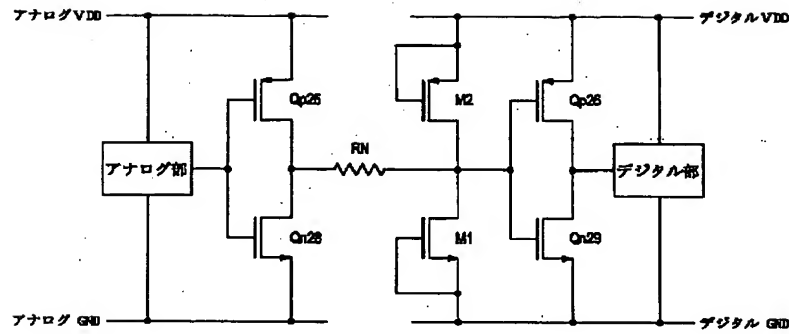 アナログVDD
デジタルVDD
Qp25
M2
Qp26
アナログ部
RN
デジタル部
Qn28
M1
Qn29
アナログ GND
デジタル GND